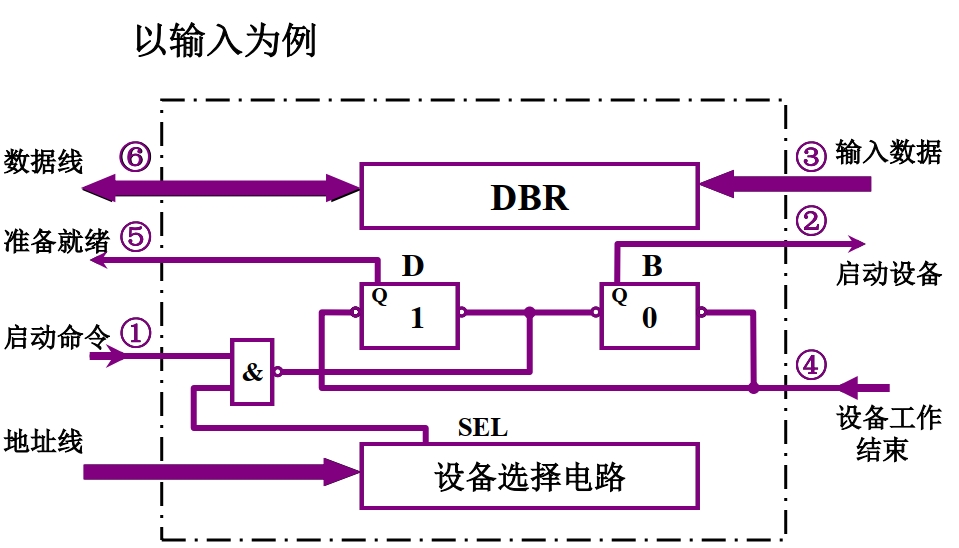 以输入为例
数据线
⑥
DBR
③
输入数据
准备就绪
⑤
②
启动设备
D
Q
1
B
Q
0
启动命令
①
&
④
设备工作
结束
地址线
SEL
设备选择电路